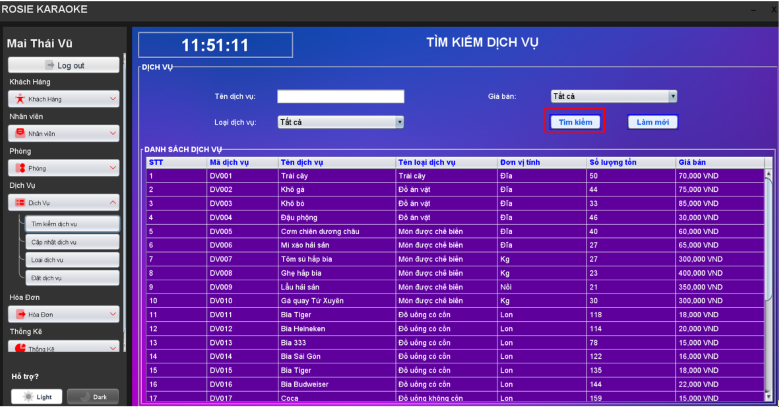 ROSIE KARAOKE
Mai Thái Vũ
Log out
Khách Hàng
Khách Hàng
Nhân viên
Nhân viên
Phòng
Phòng
Dịch Vụ
Dịch Vụ
Tìm kiếm dịch vụ
Cập nhật dịch vụ
Loại dịch vụ
Đặt dịch vụ
Hóa Đơn
Hóa Đơn
Thống Kê
Thống Kê
Hỗ trợ?
Light
Dark
11:51:11
TÌM KIẾM DỊCH VỤ
DỊCH VỤ
Tên dịch vụ:
Giá bán:
Tất cả
Loại dịch vụ:
Tất cả
Tìm kiếm
Làm mới
DANH SÁCH DỊCH VỤ
STT Mã dịch vụ Tên dịch vụ Tên loại dịch vụ Đơn vị tính Số lượng tồn Giá bán
1 DV001 Trái cây Trái cây Đĩa 50 70,000 VND
2 DV002 Khô gà Đồ ăn vặt Đĩa 44 75,000 VND
3 DV003 Khô bò Đồ ăn vặt Đĩa 33 85,000 VND
4 DV004 Đậu phộng Đồ ăn vặt Đĩa 46 30,000 VND
5 DV005 Cơm chiên dương châu Món được chế biến Đĩa 40 60,000 VND
6 DV006 Mì xào hải sản Món được chế biến Đĩa 27 65,000 VND
7 DV007 Tôm sú hấp bia Món được chế biến Kg 27 300,000 VND
8 DV008 Ghẹ hấp bia Món được chế biến Kg 23 400,000 VND
9 DV009 Lẩu hải sản Món được chế biến Nồi 21 350,000 VND
10 DV010 Gà quay Tứ Xuyên Món được chế biến Kg 30 300,000 VND
11 DV011 Bia Tiger Đồ uống có cồn Lon 118 18,000 VND
12 DV012 Bia Heineken Đồ uống có cồn Lon 114 20,000 VND
13 DV013 Bia 333 Đồ uống có cồn Lon 78 15,000 VND
14 DV014 Bia Sài Gòn Đồ uống có cồn Lon 122 16,000 VND
15 DV015 Bia Tiger Đồ uống có cồn Lon 135 18,000 VND
16 DV016 Bia Budweiser Đồ uống có cồn Lon 144 22,000 VND
17 DV017 Coca Đồ uống không cồn Lon 159 15,000 VND